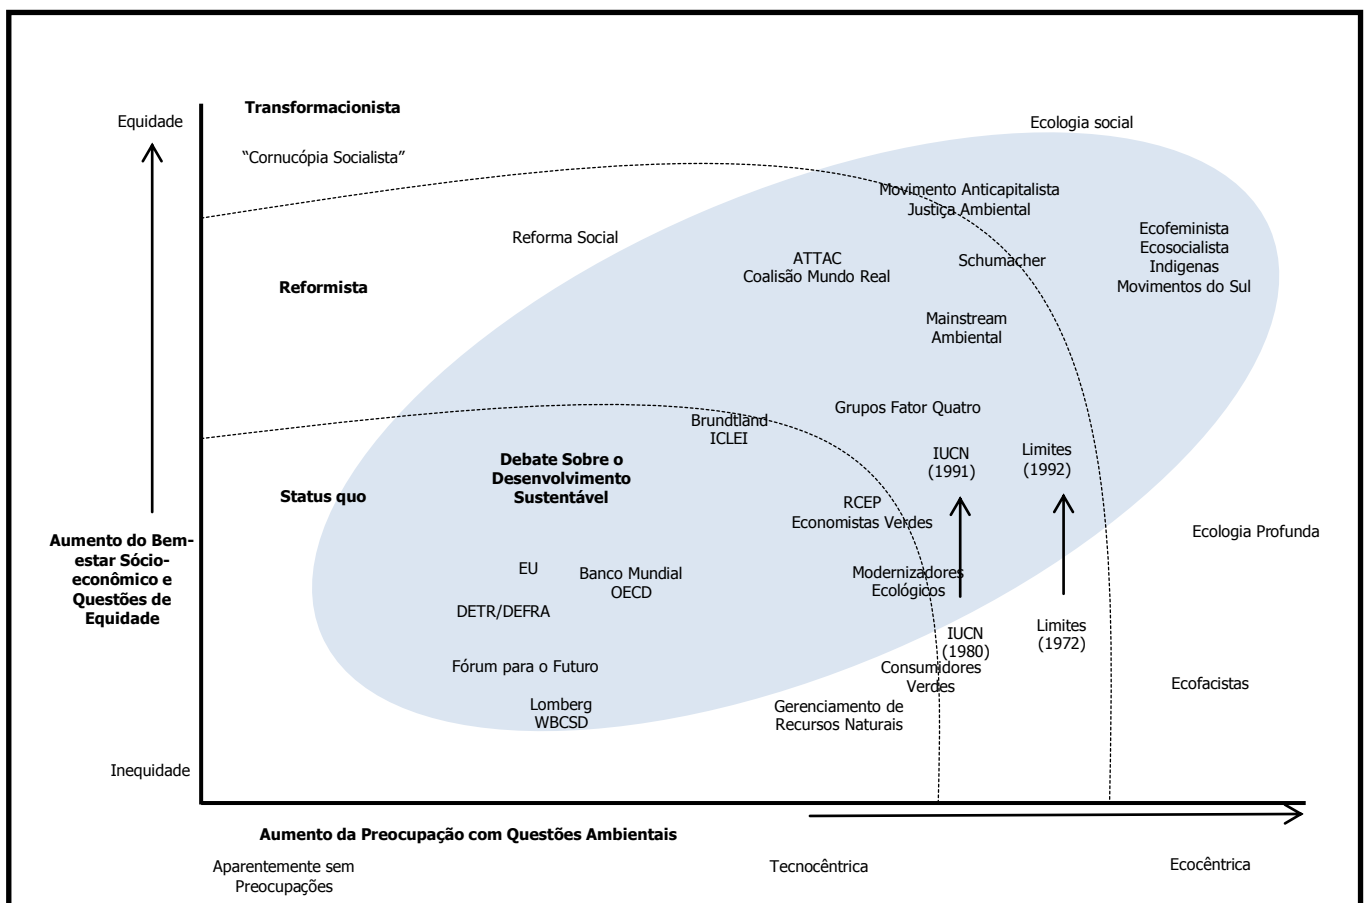 Transformacionista
Equidade
Ecologia social
“Cornucópia Socialista”
Movimento Anticapitalista
Justiça Ambiental
Reforma Social
Ecofeminista
Ecosocialista
Indigenas
Movimentos do Sul
ATTAC
Coalisão Mundo Real
Schumacher
Reformista
Mainstream
Ambiental
Grupos Fator Quatro
Brundtland
ICLEI
IUCN
(1991)
Limites
(1992)
Debate Sobre o
Desenvolvimento
Sustentável
Status quo
RCEP
Economistas Verdes
Ecologia Profunda
Aumento do Bem-
estar Sócio-
econômico e
Questões de
Equidade
EU
Banco Mundial
OECD
Modernizadores
Ecológicos
DETR/DEFRA
IUCN
(1980)
Limites
(1972)
Fórum para o Futuro
Consumidores
Verdes
Ecofacistas
Lomberg
WBCSD
Gerenciamento de
Recursos Naturais
Inequidade
Aumento da Preocupação com Questões Ambientais
Aparentemente sem
Preocupações
Tecnocêntrica
Ecocêntrica